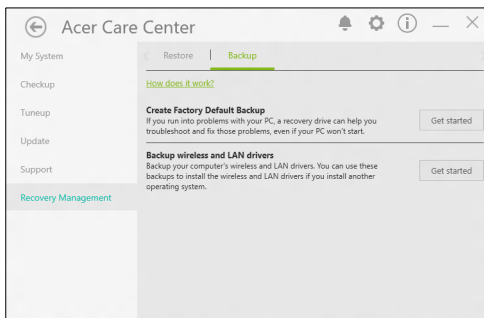 Acer Care Center
My System
Checkup
Tuneup
Update
Support
Recovery Management
Restore
Backup
How does it work?
Create Factory Default Backup
If you run into problems with your PC, a recovery drive can help you
troubleshoot and fix those problems, even if your PC won't start.
Get started
Backup wireless and LAN drivers
Backup your computer's wireless and LAN drivers. You can use these
backups to install the wireless and LAN drivers if you install another
operating system.
Get started